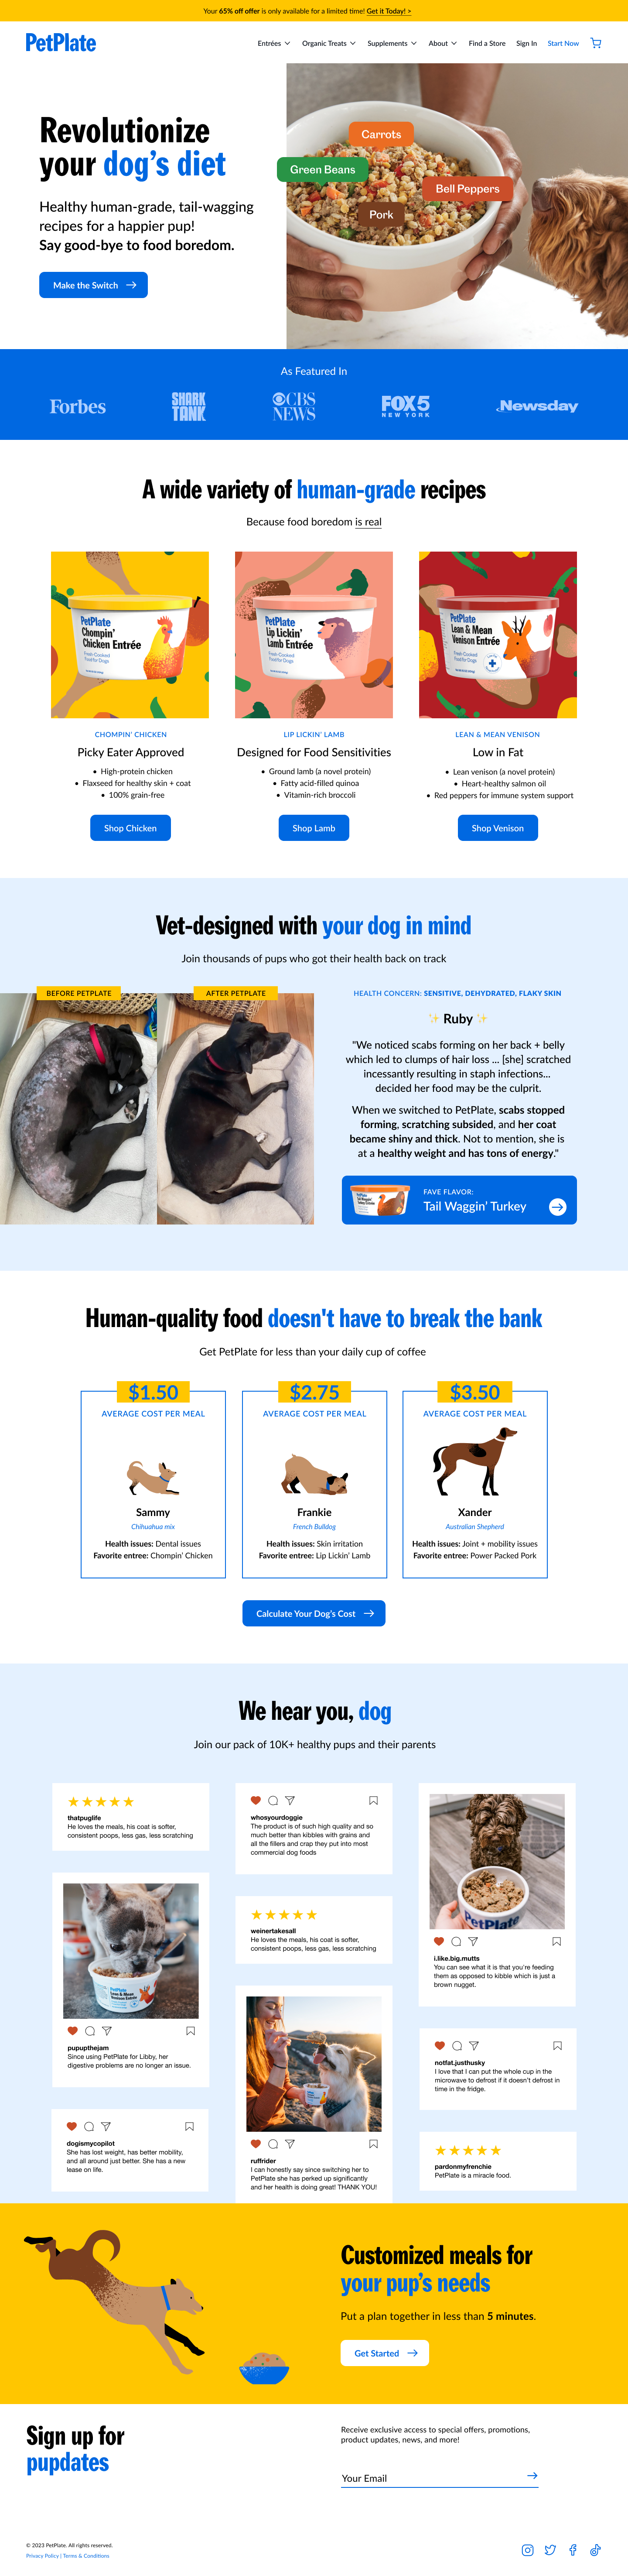 Your 65% off offer is only available for a limited time! Get it Today! >
PetPlate
Entrées
Organic Treats
Supplements
About
Find a Store
Sign In
Start Now
Revolutionize
your dog’s diet
Healthy human-grade, tail-wagging
recipes for a happier pup!
Say good-bye to food boredom.
Make the Switch
Carrots
Green Beans
Bell Peppers
Pork
As Featured In
Forbes
SHARK
TANK
CBS
NEWS
FOX 5
NEW YORK
Newsday
A wide variety of human-grade recipes
Because food boredom is real
PetPlate
Chompin’
Chicken Entrée
Fresh Cooked
Food for Dogs
PetPlate
Lip Lickin’
Lamb Entrée
Fresh Cooked
Food for Dogs
PetPlate
Lean & Mean
Venison Entrée
Fresh Cooked
Food for Dogs
CHOMPIN’ CHICKEN
Picky Eater Approved
• High-protein chicken
• Flaxseed for healthy skin + coat
• 100% grain-free
Shop Chicken
LIP LICKIN’ LAMB
Designed for Food Sensitivities
• Ground lamb (a novel protein)
• Fatty acid-filled quinoa
• Vitamin-rich broccoli
Shop Lamb
LEAN & MEAN VENISON
Low in Fat
• Lean venison (a novel protein)
• Heart-healthy salmon oil
• Red peppers for immune system support
Shop Venison
Vet-designed with your dog in mind
Join thousands of pups who got their health back on track
BEFORE PETPLATE
AFTER PETPLATE
HEALTH CONCERN: SENSITIVE, DEHYDRATED, FLAKY SKIN
✨ Ruby ✨
"We noticed scabs forming on her back + belly
which led to clumps of hair loss ... [she] scratched
incessantly resulting in staph infections...
decided her food may be the culprit.
When we switched to PetPlate, scabs stopped
forming, scratching subsided, and her coat
became shiny and thick. Not to mention, she is
at a healthy weight and has tons of energy."
FAVE FLAVOR:
Tail Waggin’ Turkey
Human-quality food doesn't have to break the bank
Get PetPlate for less than your daily cup of coffee
$1.50
AVERAGE COST PER MEAL
Sammy
Chihuahua mix
Health issues: Dental issues
Favorite entree: Chompin’ Chicken
$2.75
AVERAGE COST PER MEAL
Frankie
French Bulldog
Health issues: Skin irritation
Favorite entree: Lip Lickin’ Lamb
$3.50
AVERAGE COST PER MEAL
Xander
Australian Shepherd
Health issues: Joint + mobility issues
Favorite entree: Power Packed Pork
Calculate Your Dog’s Cost
We hear you, dog
Join our pack of 10K+ healthy pups and their parents
thatpuglife
He loves the meals, his coat is softer,
consistent poops, less gas, less scratching
PetPlate
Lean & Mean
Venison Entrée
pupupthejam
Since using PetPlate for Libby, her
digestive problems are no longer an issue.
dogismycopilot
She has lost weight, has better mobility,
and all around just better. She has a new
lease on life.
whosyourdoggie
The product is of such high quality and so
much better than kibbles with grains and
all the fillers and crap they put into most
commercial dog foods
weinertakesall
He loves the meals, his coat is softer,
consistent poops, less gas, less scratching
ruffrider
I can honestly say since switching her to
PetPlate she has perked up significantly
and her health is doing great! THANK YOU!
PetPlate
i.like.big.mutts
You can see what it is that you're feeding
them as opposed to kibble which is just a
brown nugget.
notfat.justhusky
I love that I can put the whole cup in the
microwave to defrost if it doesn't defrost in
time in the fridge.
pardonmyfrenchie
PetPlate is a miracle food.
Customized meals for
your pup’s needs
Put a plan together in less than 5 minutes.
Get Started
Sign up for
pupdates
Receive exclusive access to special offers, promotions,
product updates, news, and more!
Your Email
© 2023 PetPlate. All rights reserved.
Privacy Policy | Terms & Conditions